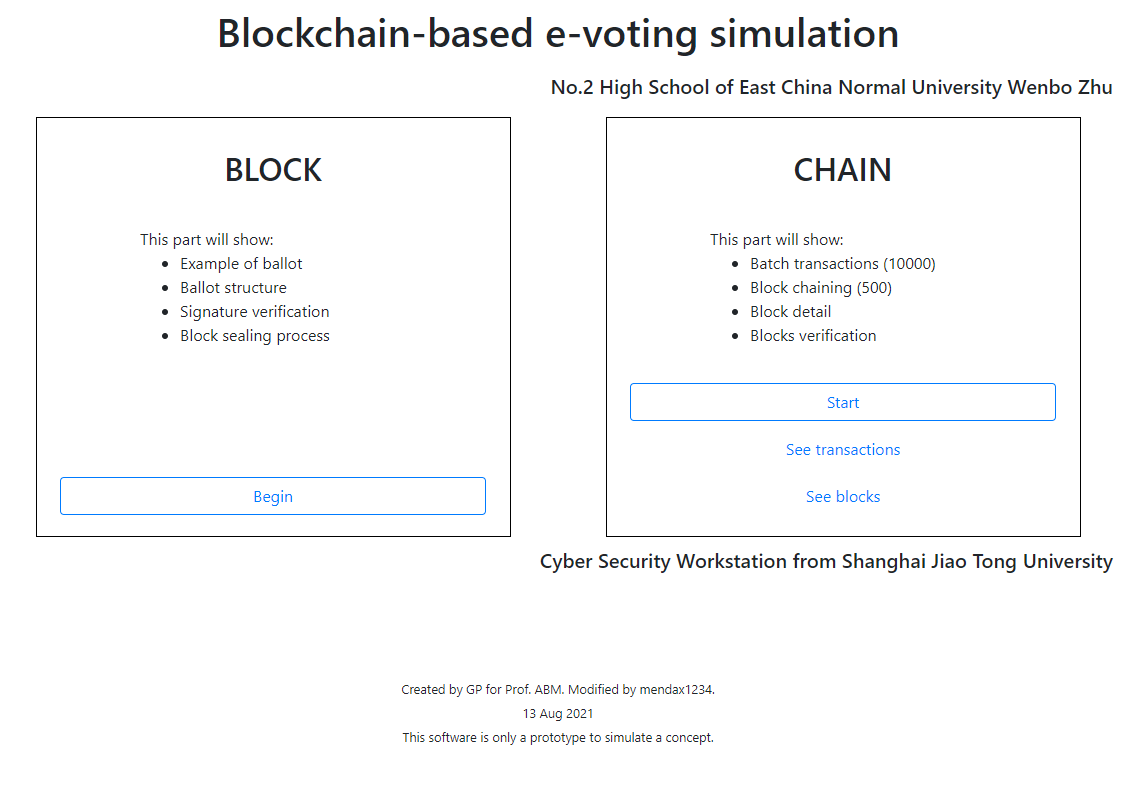 Blockchain-based e-voting simulation
No.2 High School of East China Normal University Wenbo Zhu
BLOCK
This part will show:
Example of ballot
Ballot structure
Signature verification
Block sealing process
Begin
CHAIN
This part will show:
Batch transactions (10000)
Block chaining (500)
Block detail
Blocks verification
Start
See transactions
See blocks
Cyber Security Workstation from Shanghai Jiao Tong University
Created by GP for Prof. ABM. Modified by mendax1234.
13 Aug 2021
This software is only a prototype to simulate a concept.